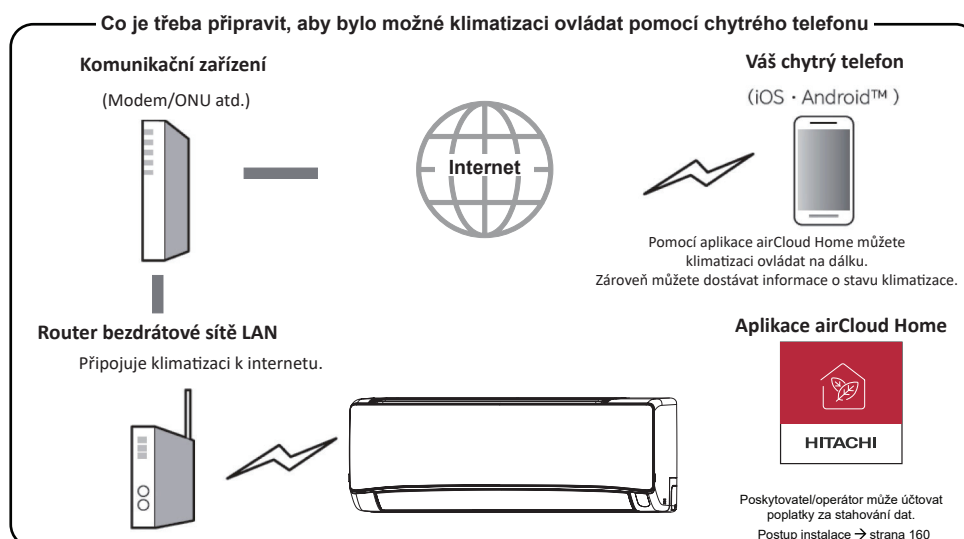 Co je třeba připravit, aby bylo možné klimatizaci ovládat pomocí chytrého telefonu
Komunikační zařízení
(Modem/ONU atd.)
Internet
Váš chytrý telefon
(iOS・Android™ )
Pomocí aplikace airCloud Home můžete
klimatizaci ovládat na dálku.
Zároveň můžete dostávat informace o stavu klimatizace.
Router bezdrátové sítě LAN
Připojuje klimatizaci k internetu.
Aplikace airCloud Home
HITACHI
Poskytovatel/operátor může účtovat
poplatky za stahování dat.
Postup instalace → strana 160